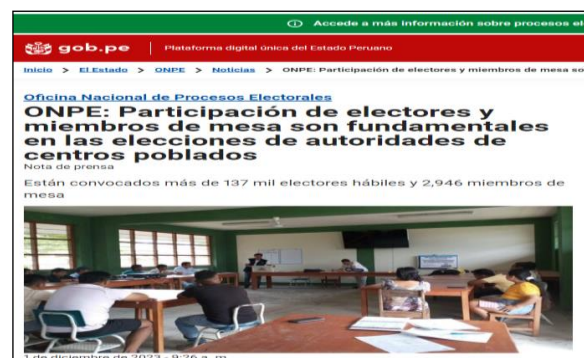 Accede a más información sobre procesos el
gob.pe | Plataforma digital única del Estado Peruano
Inicio > El Estado > ONPE > Noticias > ONPE: Participación de electores y miembros de mesa so
Oficina Nacional de Procesos Electorales
ONPE: Participación de electores y
miembros de mesa son fundamentales
en las elecciones de autoridades de
centros poblados
Nota de prensa
Están convocados más de 137 mil electores hábiles y 2,946 miembros de
mesa
1 de diciembre de 2023 - 9:26 a. m.